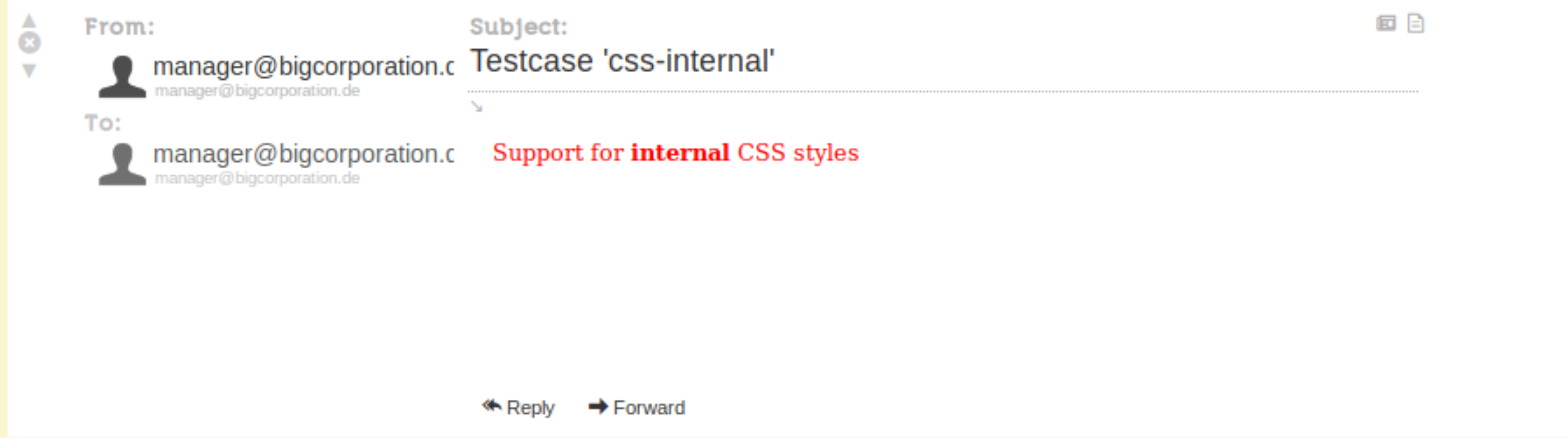 From:
manager@bigcorporation.c
manager@bigcorporation.de
To:
manager@bigcorporation.c
manager@bigcorporation.de
Subject:
Testcase 'css-internal'
Support for internal CSS styles
Reply
Forward